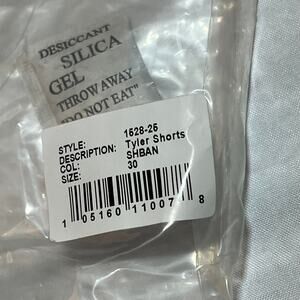 DESICCANT
SILICA
GEL
THROW AWAY
"DO NOT EAT"
STYLE: 1528-25
DESCRIPTION: Tyler Shorts
COL: SHBAN
SIZE: 30
1 05160 11007 8